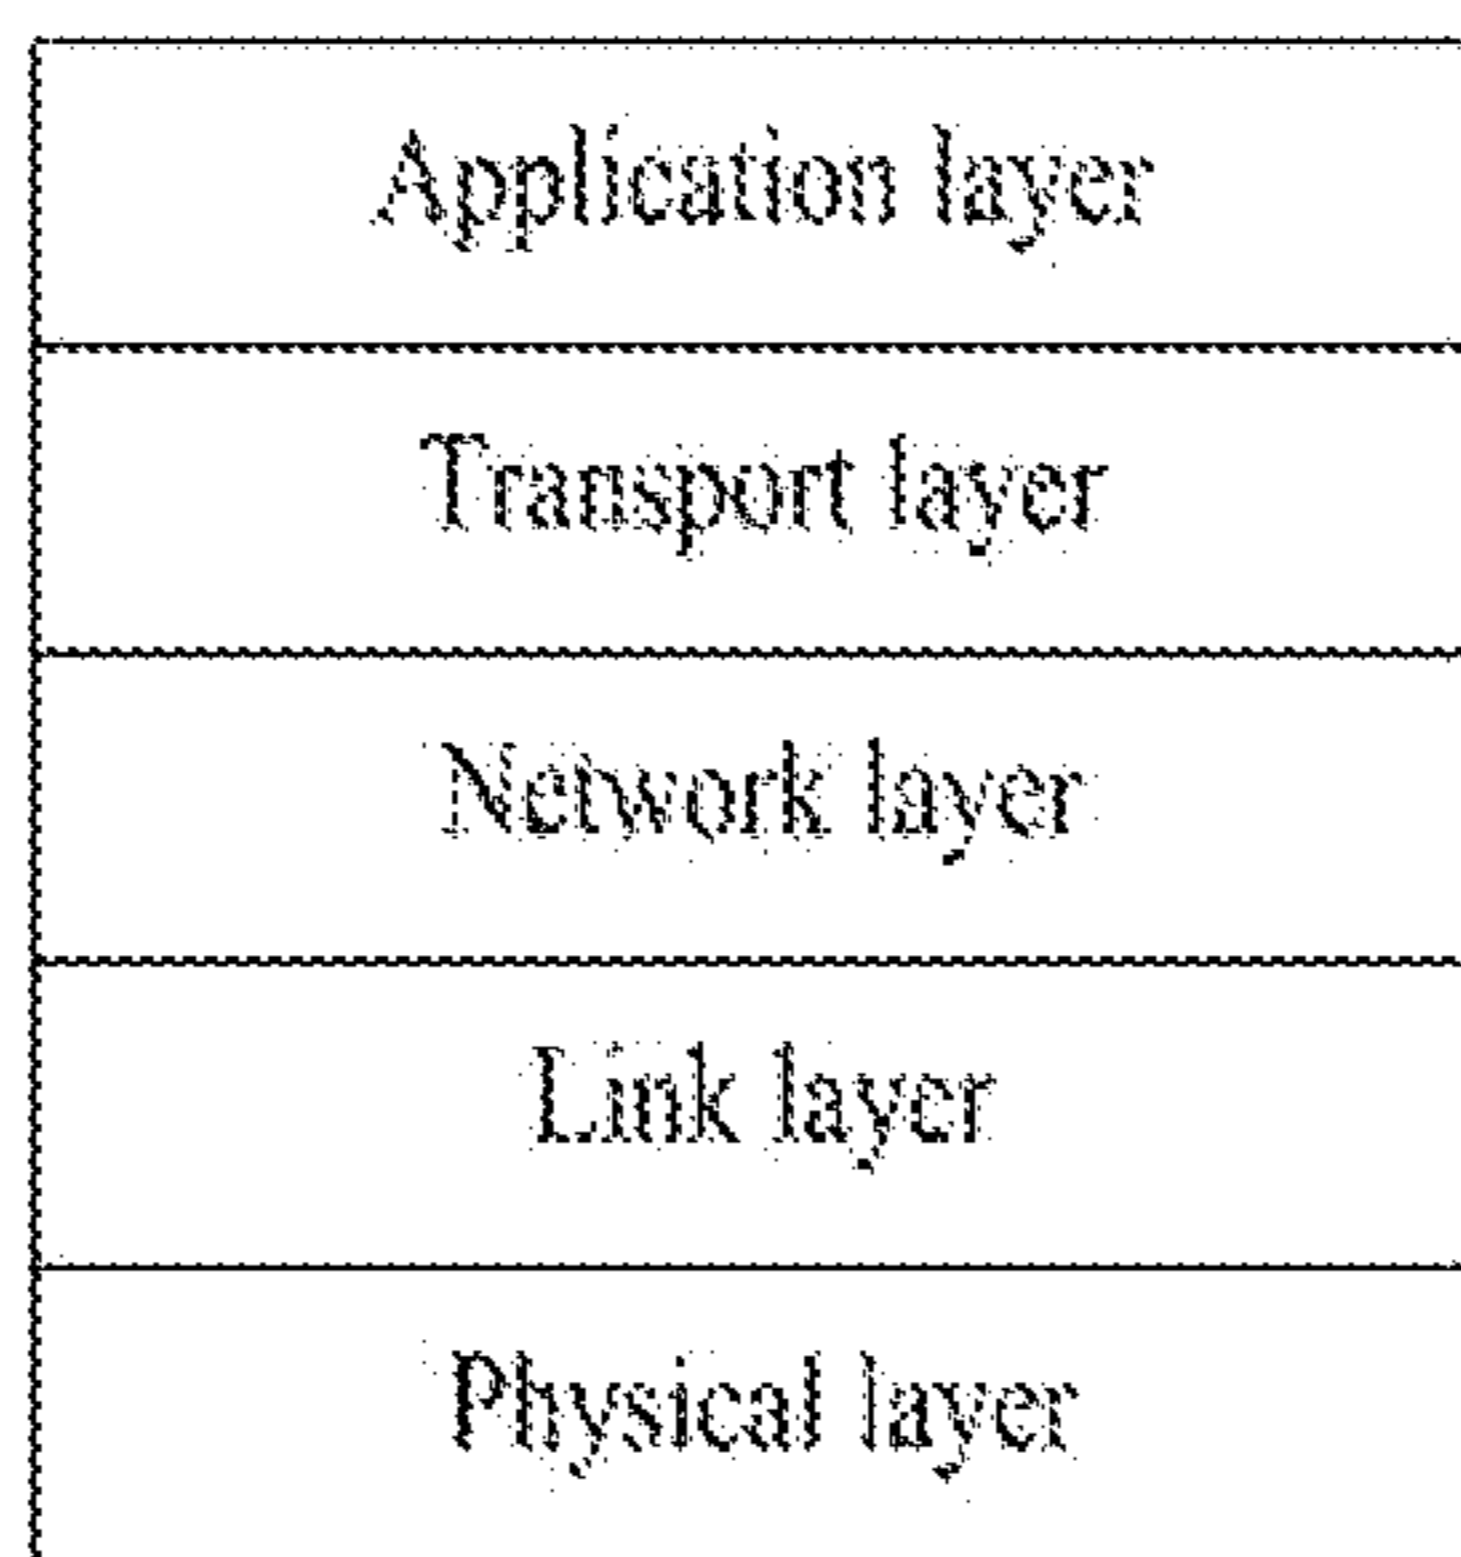 Application layer
Transport layer
Network layer
Link layer
Physical layer